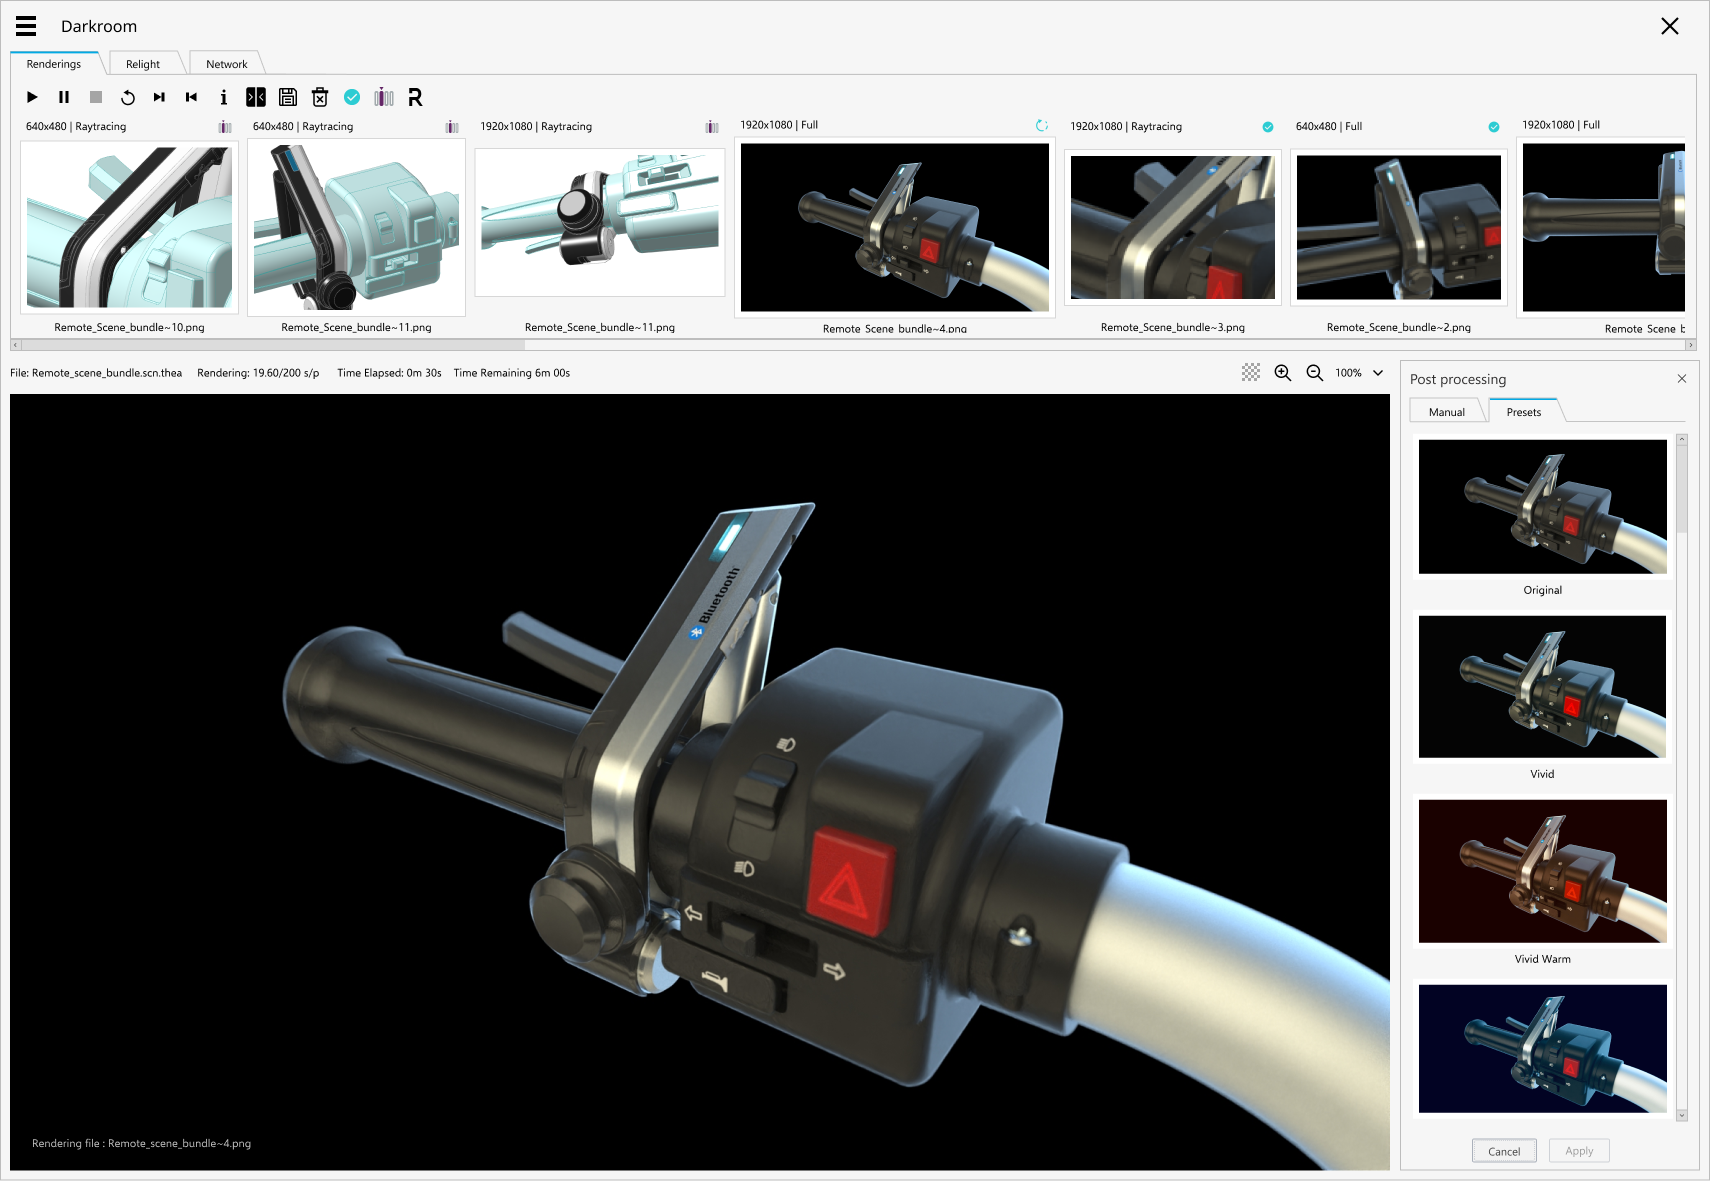 Darkroom
Renderings
Relight
Network
640x480 | Raytracing
640x480 | Raytracing
1920x1080 | Raytracing
1920x1080 | Full
1920x1080 | Raytracing
640x480 | Full
1920x1080 | Full
Remote_Scene_bundle~10.png
Remote_Scene_bundle~11.png
Remote_Scene_bundle~11.png
Remote_Scene_bundle~4.png
Remote_Scene_bundle~3.png
Remote_Scene_bundle~2.png
Remote_Scene_b
File: Remote_scene_bundle.scn.thea
Rendering: 19.60/200 s/p
Time Elapsed: 0m 30s
Time Remaining 6m 00s
100%
Post processing
Manual
Presets
Original
Vivid
Vivid Warm
Bluetooth
Rendering file : Remote_scene_bundle~4.png
Cancel
Apply